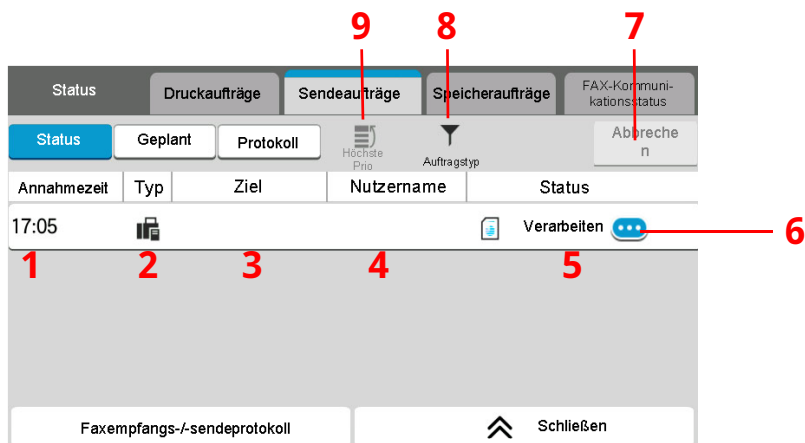 9 8 7
Status Druckaufträge Sendeaufträge Speicheraufträge FAX-Kommuni-
kationsstatus
Status Geplant Protokoll Höchste
Prio Auftragstyp Abbreche
n
Annahmezeit Typ Ziel Nutzername Status
17:05 Verarbeiten 6
1 2 3 4 5
Faxempfangs-/-sendeprotokoll Schließen